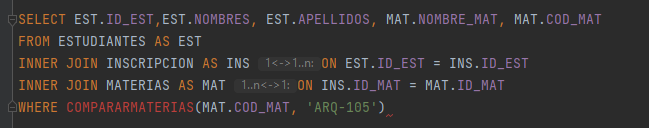 SELECT EST.ID_EST,EST.NOMBRES, EST.APELLIDOS, MAT.NOMBRE_MAT, MAT.COD_MAT
FROM ESTUDIANTES AS EST
INNER JOIN INSCRIPCION AS INS 1<->1..n: ON EST.ID_EST = INS.ID_EST
INNER JOIN MATERIAS AS MAT 1..n<->1: ON INS.ID_MAT = MAT.ID_MAT
WHERE COMPARARMATERIAS(MAT.COD_MAT, 'ARQ-105')